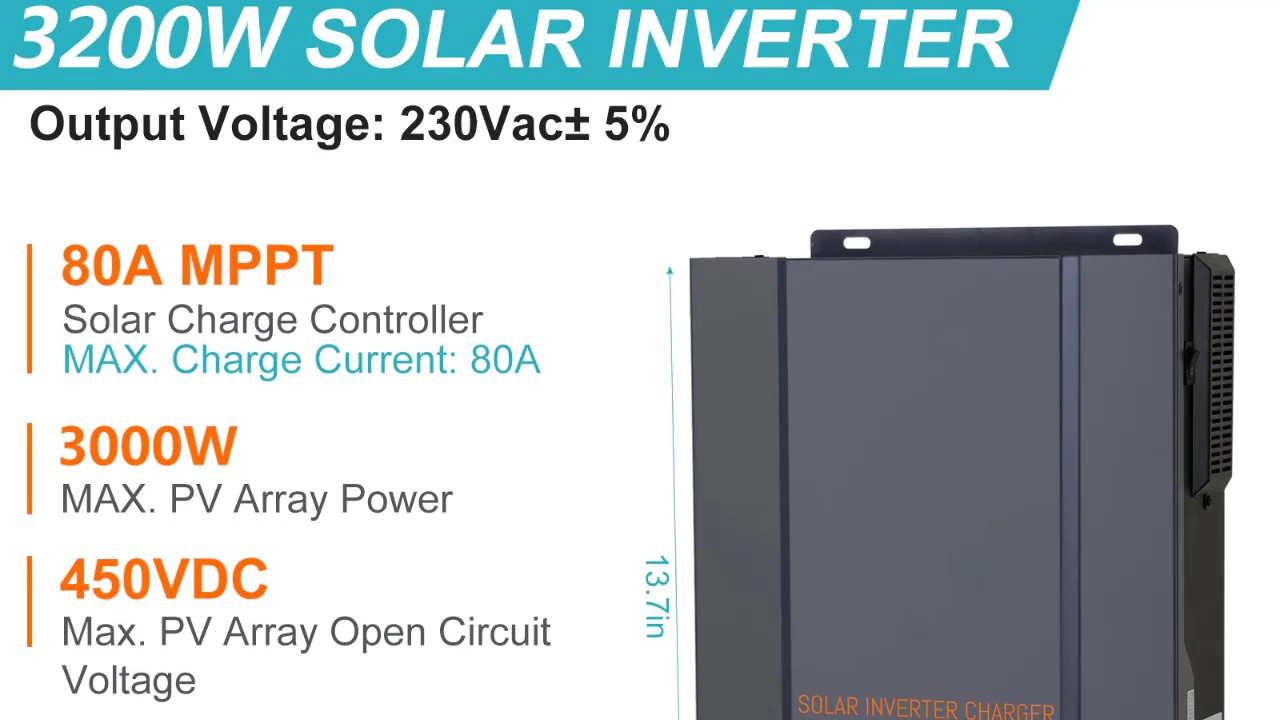 3200W SOLAR INVERTER
Output Voltage: 230Vac± 5%
80A MPPT
Solar Charge Controller
MAX. Charge Current: 80A
3000W
MAX. PV Array Power
450VDC
Max. PV Array Open Circuit
Voltage
13.7in
SOLAR INVERTER CHARGER